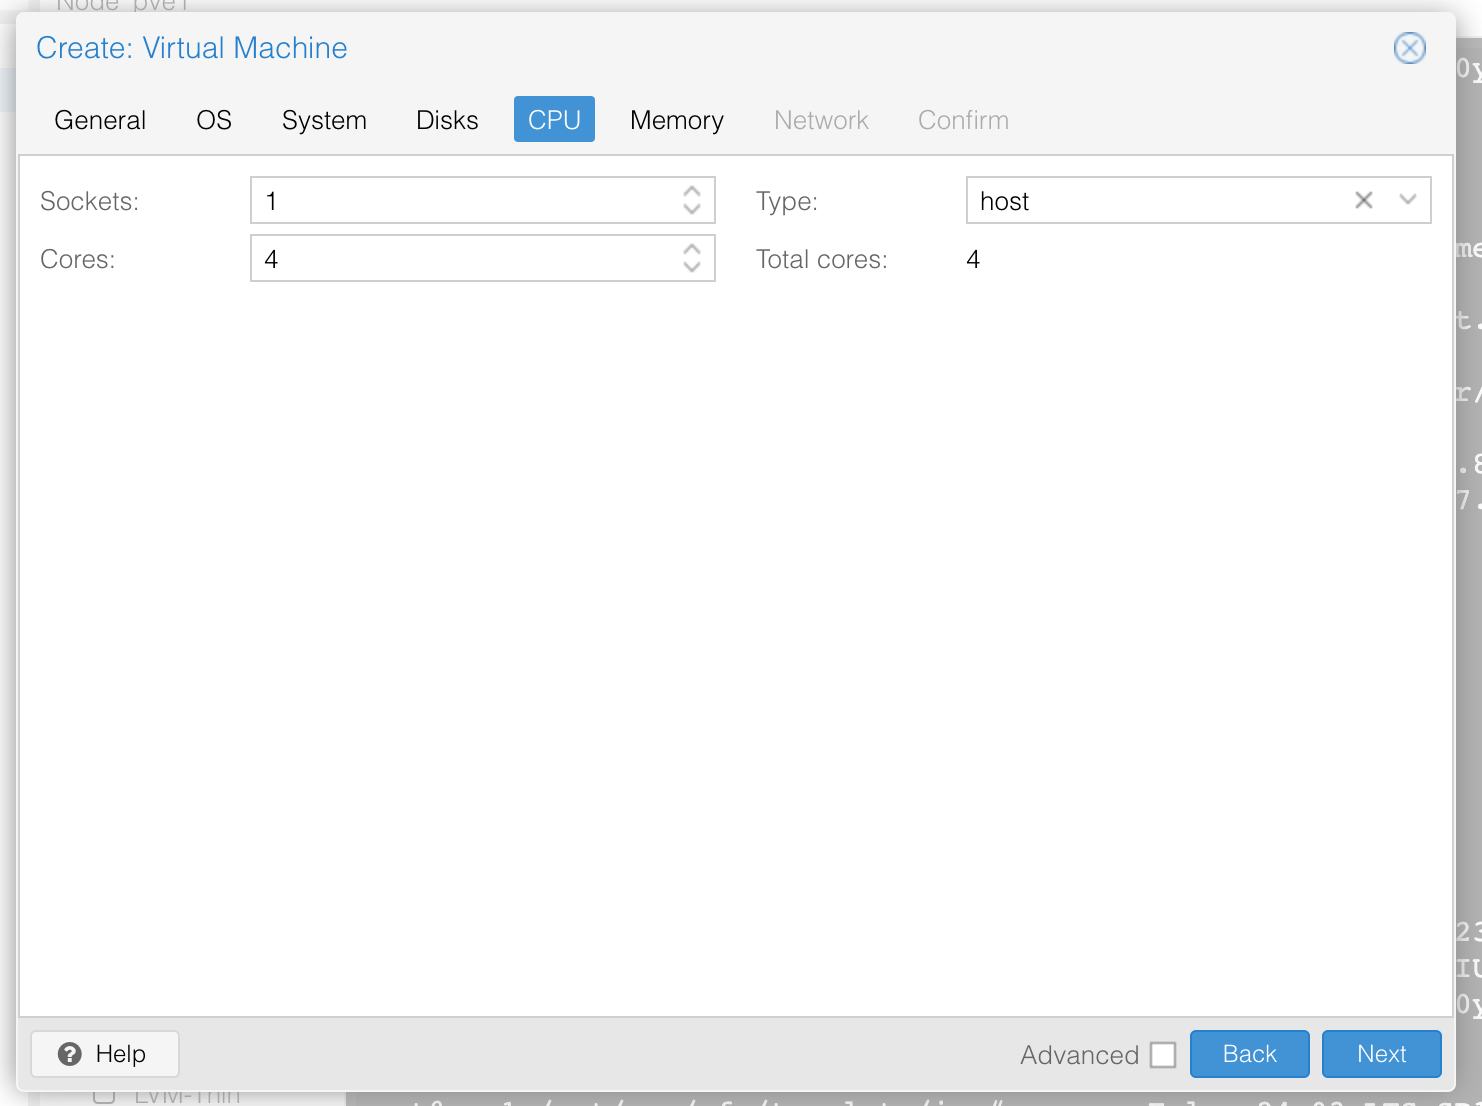 Node 'pve1'
Create: Virtual Machine
General OS System Disks CPU Memory Network Confirm
Sockets: 1 Type: host
Cores: 4 Total cores: 4
Help Advanced Back Next
LVM-Thin